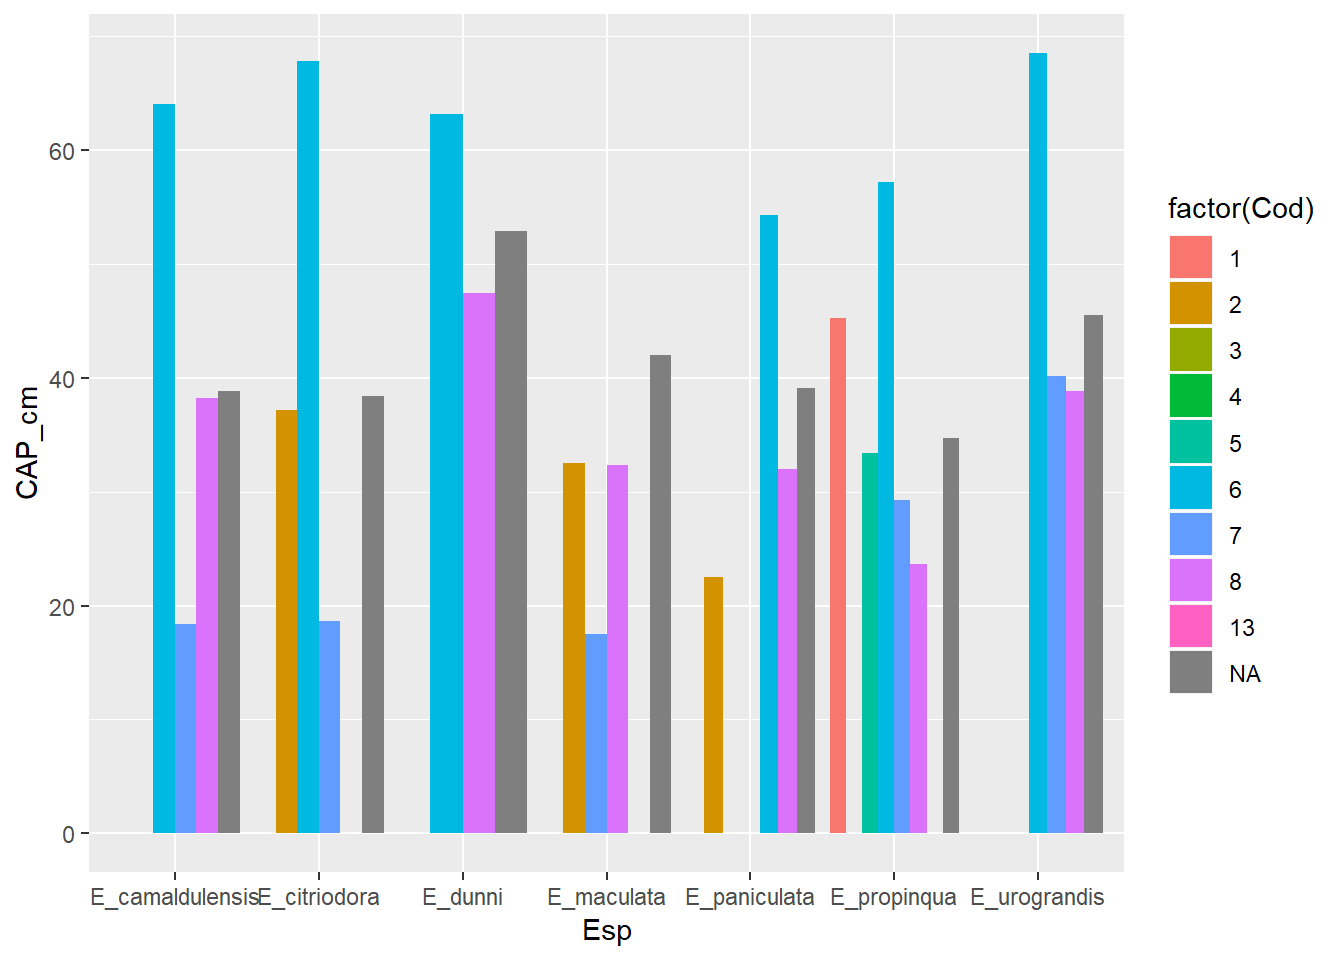 CAP_cm
60
40
20
0
E_camaldulensis
E_citriodora
E_dunni
E_maculata
E_paniculata
E_propinqua
E_urograndis
Esp
factor(Cod)
1
2
3
4
5
6
7
8
13
NA